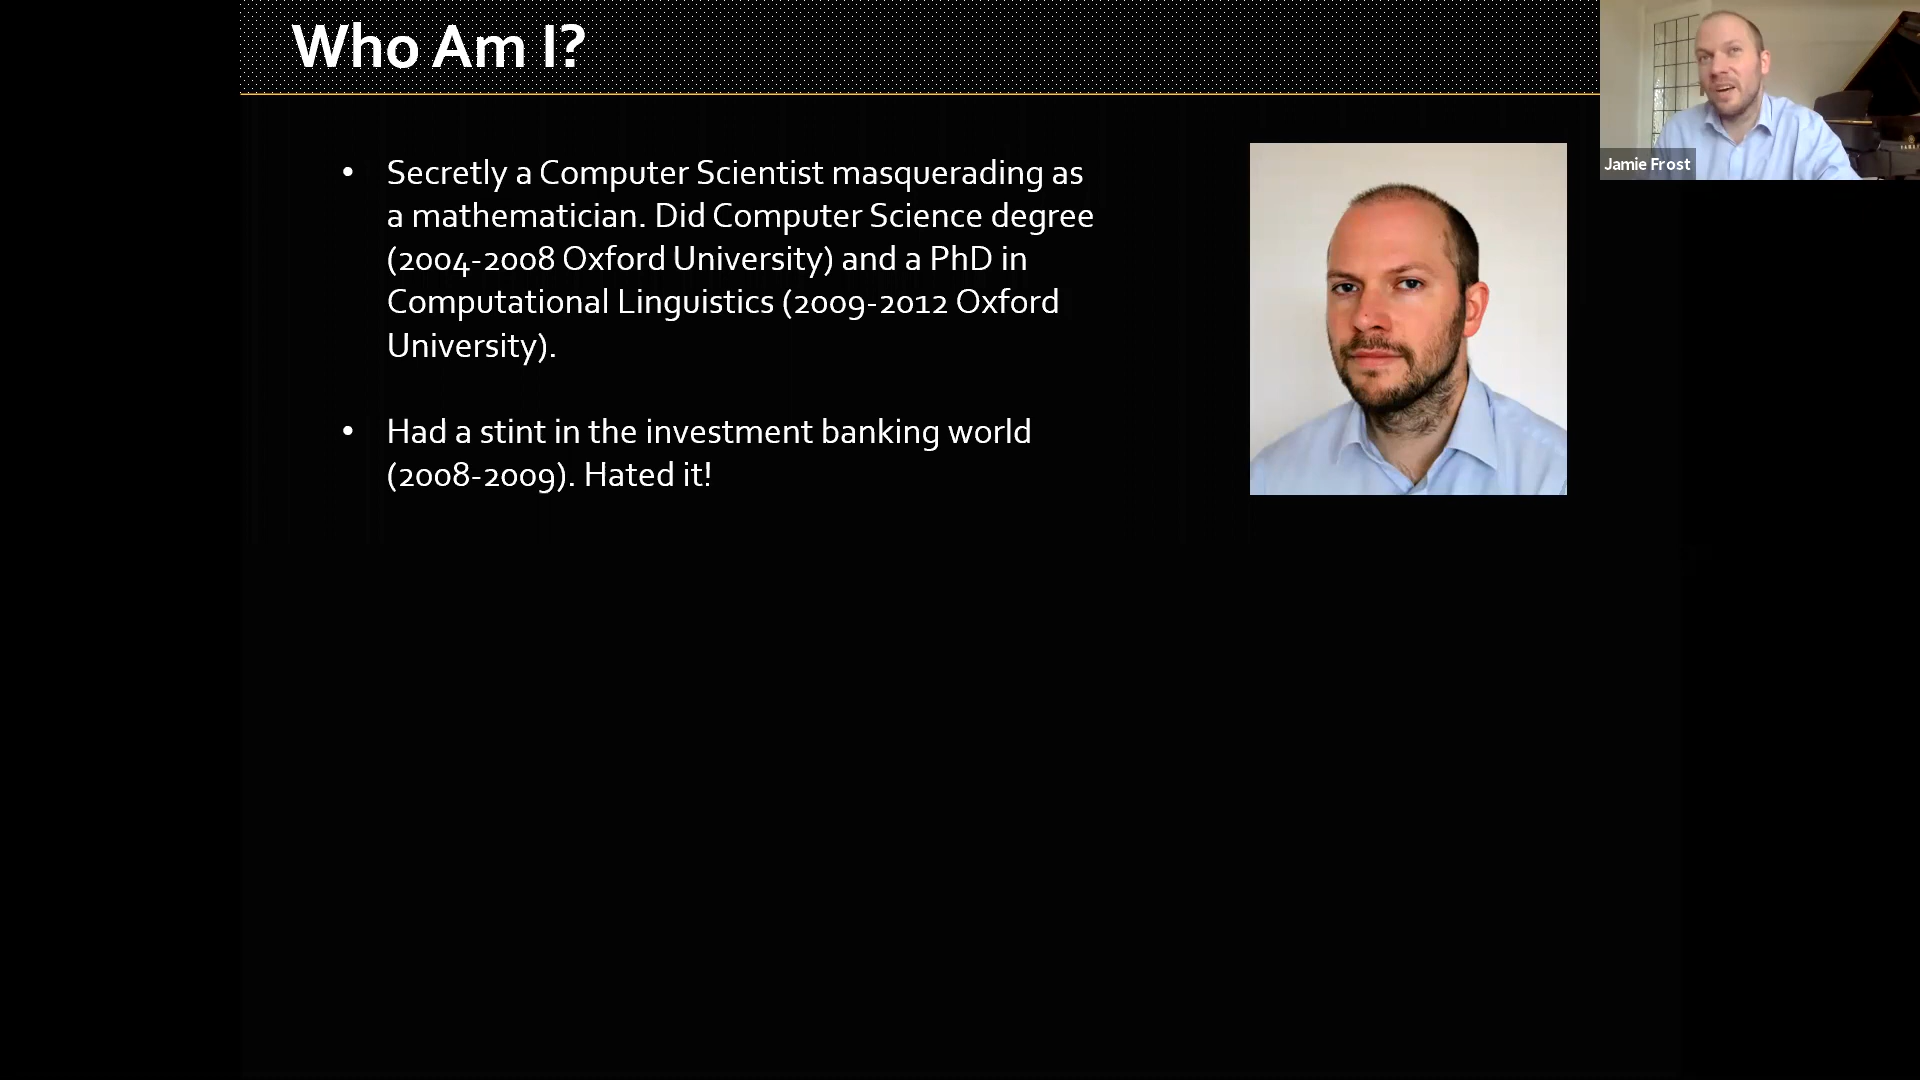 Who Am I?
• Secretly a Computer Scientist masquerading as
a mathematician. Did Computer Science degree
(2004-2008 Oxford University) and a PhD in
Computational Linguistics (2009-2012 Oxford
University).
• Had a stint in the investment banking world
(2008-2009). Hated it!
Jamie Frost